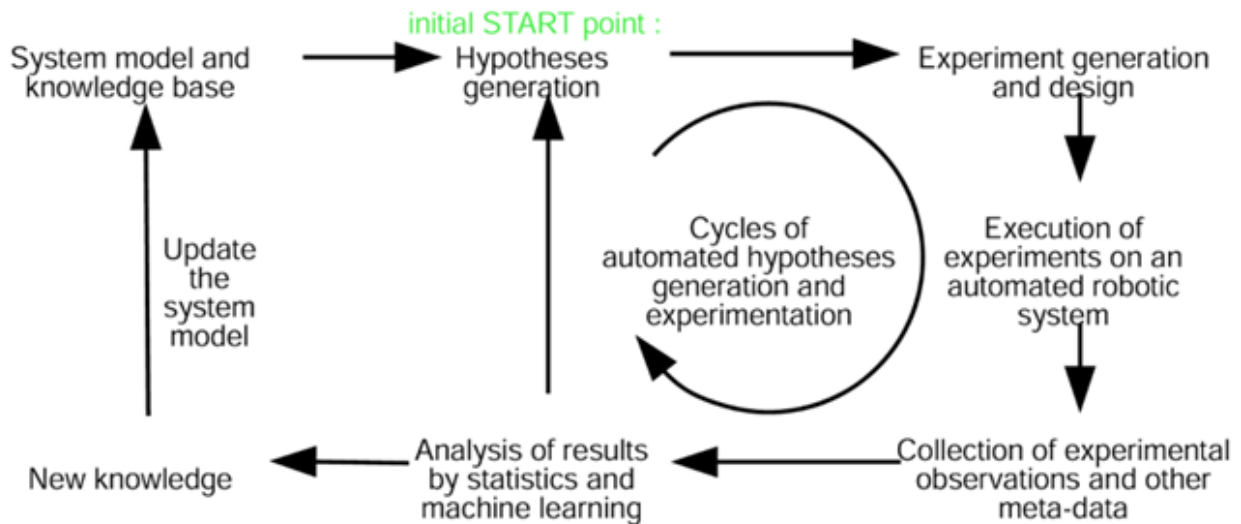 initial START point :
System model and
knowledge base
Hypotheses
generation
Experiment generation
and design
Update
the
system
model
Cycles of
automated hypotheses
generation and
experimentation
Execution of
experiments on an
automated robotic
system
New knowledge
Analysis of results
by statistics and
machine learning
Collection of experimental
observations and other
meta-data